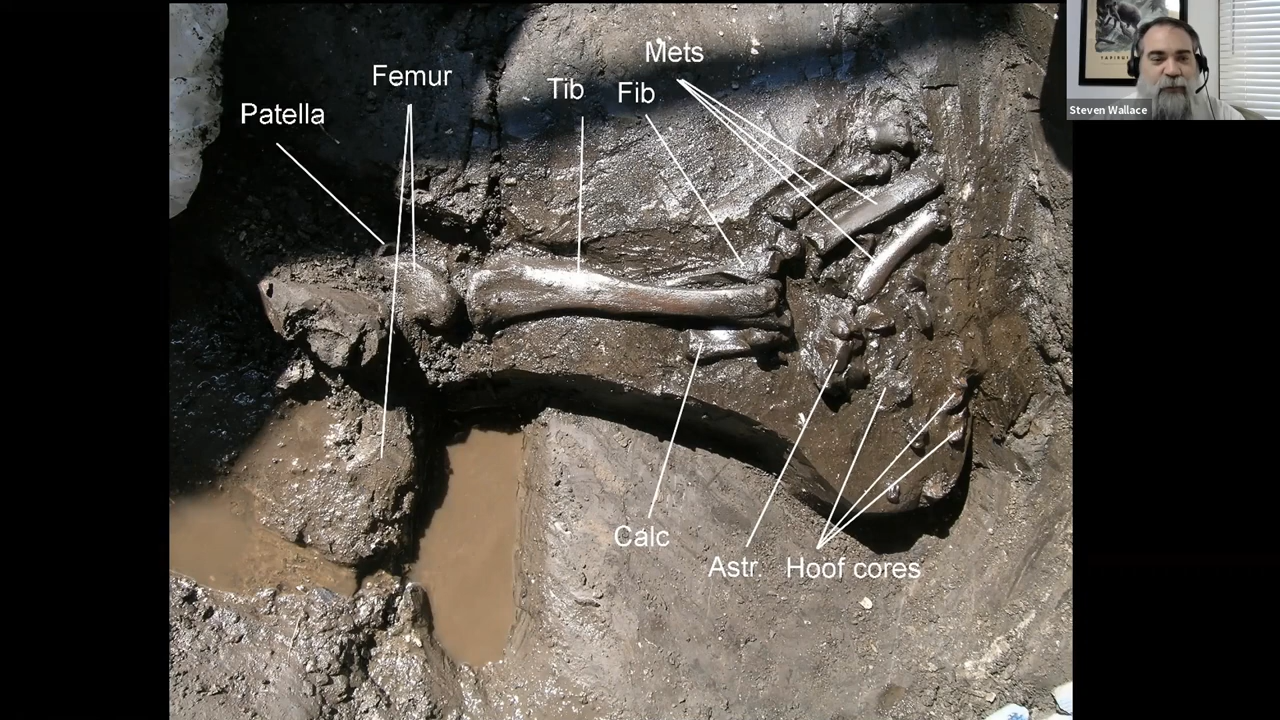 Mets
Femur
Tib
Fib
Patella
Steven Wallace
Calc
Astr.
Hoof cores